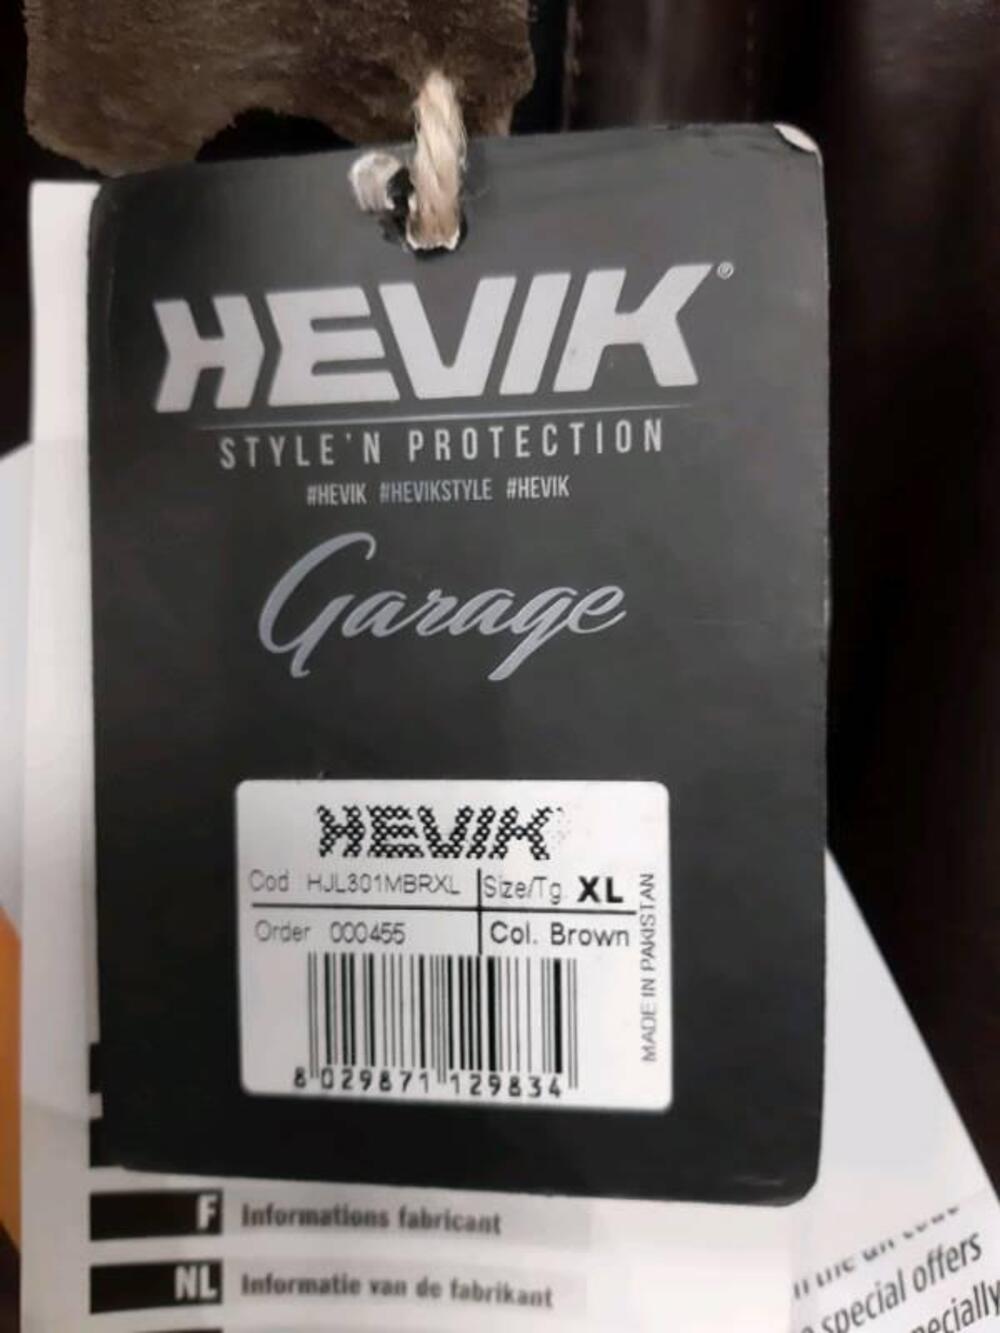 HEVIK®
STYLE'N PROTECTION
#HEVIK #HEVIKSTYLE #HEVIK
Garage
HEVIK
Cod HJL301MBRXL Size/Tg. XL
Order 000455 Col. Brown
MADE IN PAKISTAN
8 029871 129834
F Informations fabricant
NL Informatie van de fabrikant
special offers